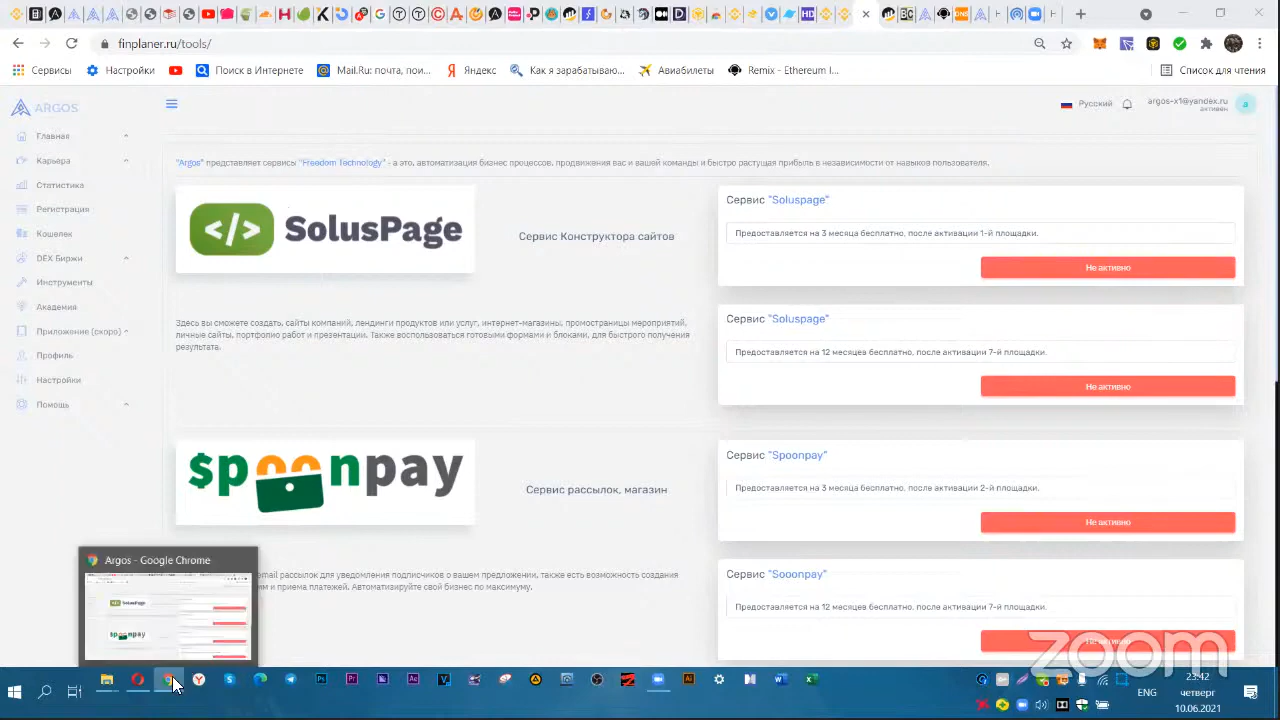 finplaner.ru/tools/
Сервисы
Настройки
Поиск в Интернете
Mail.Ru: почта, пои...
Яндекс
Как я зарабатываю...
Авиабилеты
Remix - Ethereum I...
Список для чтения
ARGOS
Русский
argos-x1@yandex.ru
активен
a
Главная
Карьера
Статистика
Регистрация
Кошелек
DEX Биржи
Инструменты
Академия
Приложение (скоро)
Профиль
Настройки
Помощь
"Argos" представляет сервисы "Freedom Technology" - а это, автоматизация бизнес процессов, продвижения вас и вашей команды и быстро растущая прибыль в независимости от навыков пользователя.
</> SolusPage
Сервис Конструктора сайтов
Здесь вы сможете создать, сайты компаний, лендинги продуктов или услуг, интернет-магазины, промостраницы мероприятий,
личные сайты, портфолио работ и презентации. Также воспользоваться готовыми формами и блоками, для быстрого получения
результата.
Сервис "Soluspage"
Предоставляется на 3 месяца бесплатно, после активации 1-й площадки.
Не активно
Сервис "Soluspage"
Предоставляется на 12 месяцев бесплатно, после активации 7-й площадки.
Не активно
$poonpay
Сервис рассылок, магазин
email рассылок для уведомления подписчиков о вашем предложении, также есть возможность создания
и приема платежей. Автоматизируйте свой бизнес по максимуму.
Сервис "Spoonpay"
Предоставляется на 3 месяца бесплатно, после активации 2-й площадки.
Не активно
Сервис "Sooonpay"
Предоставляется на 12 месяцев бесплатно, после активации 7-й площадки.
Argos - Google Chrome
SolusPage
$poonpay
zoom
ENG
23:42
четверг
10.06.2021